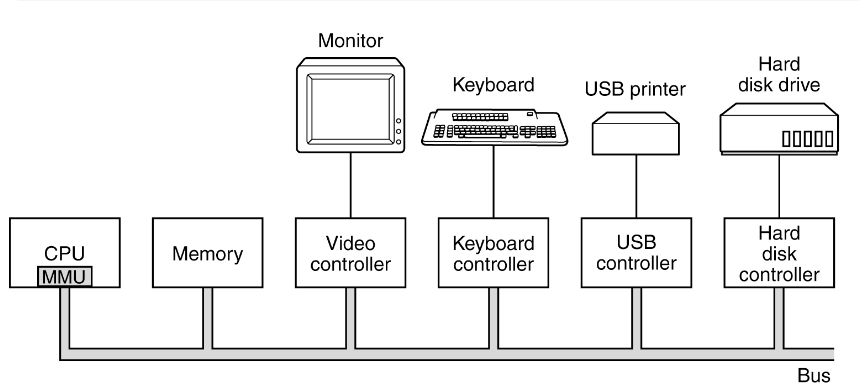 Monitor
Keyboard
USB printer
Hard
disk drive
CPU
MMU
Memory
Video
controller
Keyboard
controller
USB
controller
Hard
disk
controller
Bus